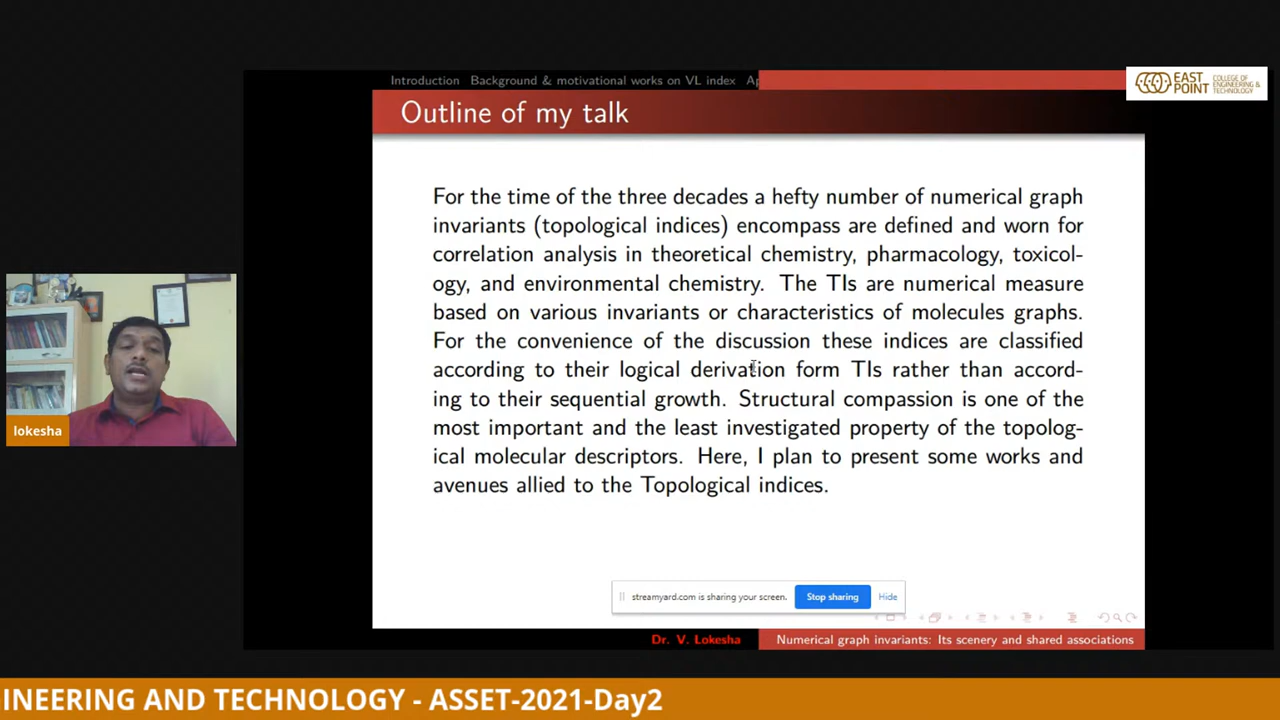 Introduction Background & motivational works on VL index Ap
EAST POINT
COLLEGE OF ENGINEERING & TECHNOLOGY
Outline of my talk
For the time of the three decades a hefty number of numerical graph
invariants (topological indices) encompass are defined and worn for
correlation analysis in theoretical chemistry, pharmacology, toxicol-
ogy, and environmental chemistry. The TIs are numerical measure
based on various invariants or characteristics of molecules graphs.
For the convenience of the discussion these indices are classified
according to their logical derivation form TIs rather than accord-
ing to their sequential growth. Structural compassion is one of the
most important and the least investigated property of the topolog-
ical molecular descriptors. Here, I plan to present some works and
avenues allied to the Topological indices.
lokesha
streamyard.com is sharing your screen. Stop sharing Hide
Dr. V. Lokesha Numerical graph invariants: Its scenery and shared associations
INEERING AND TECHNOLOGY - ASSET-2021-Day2